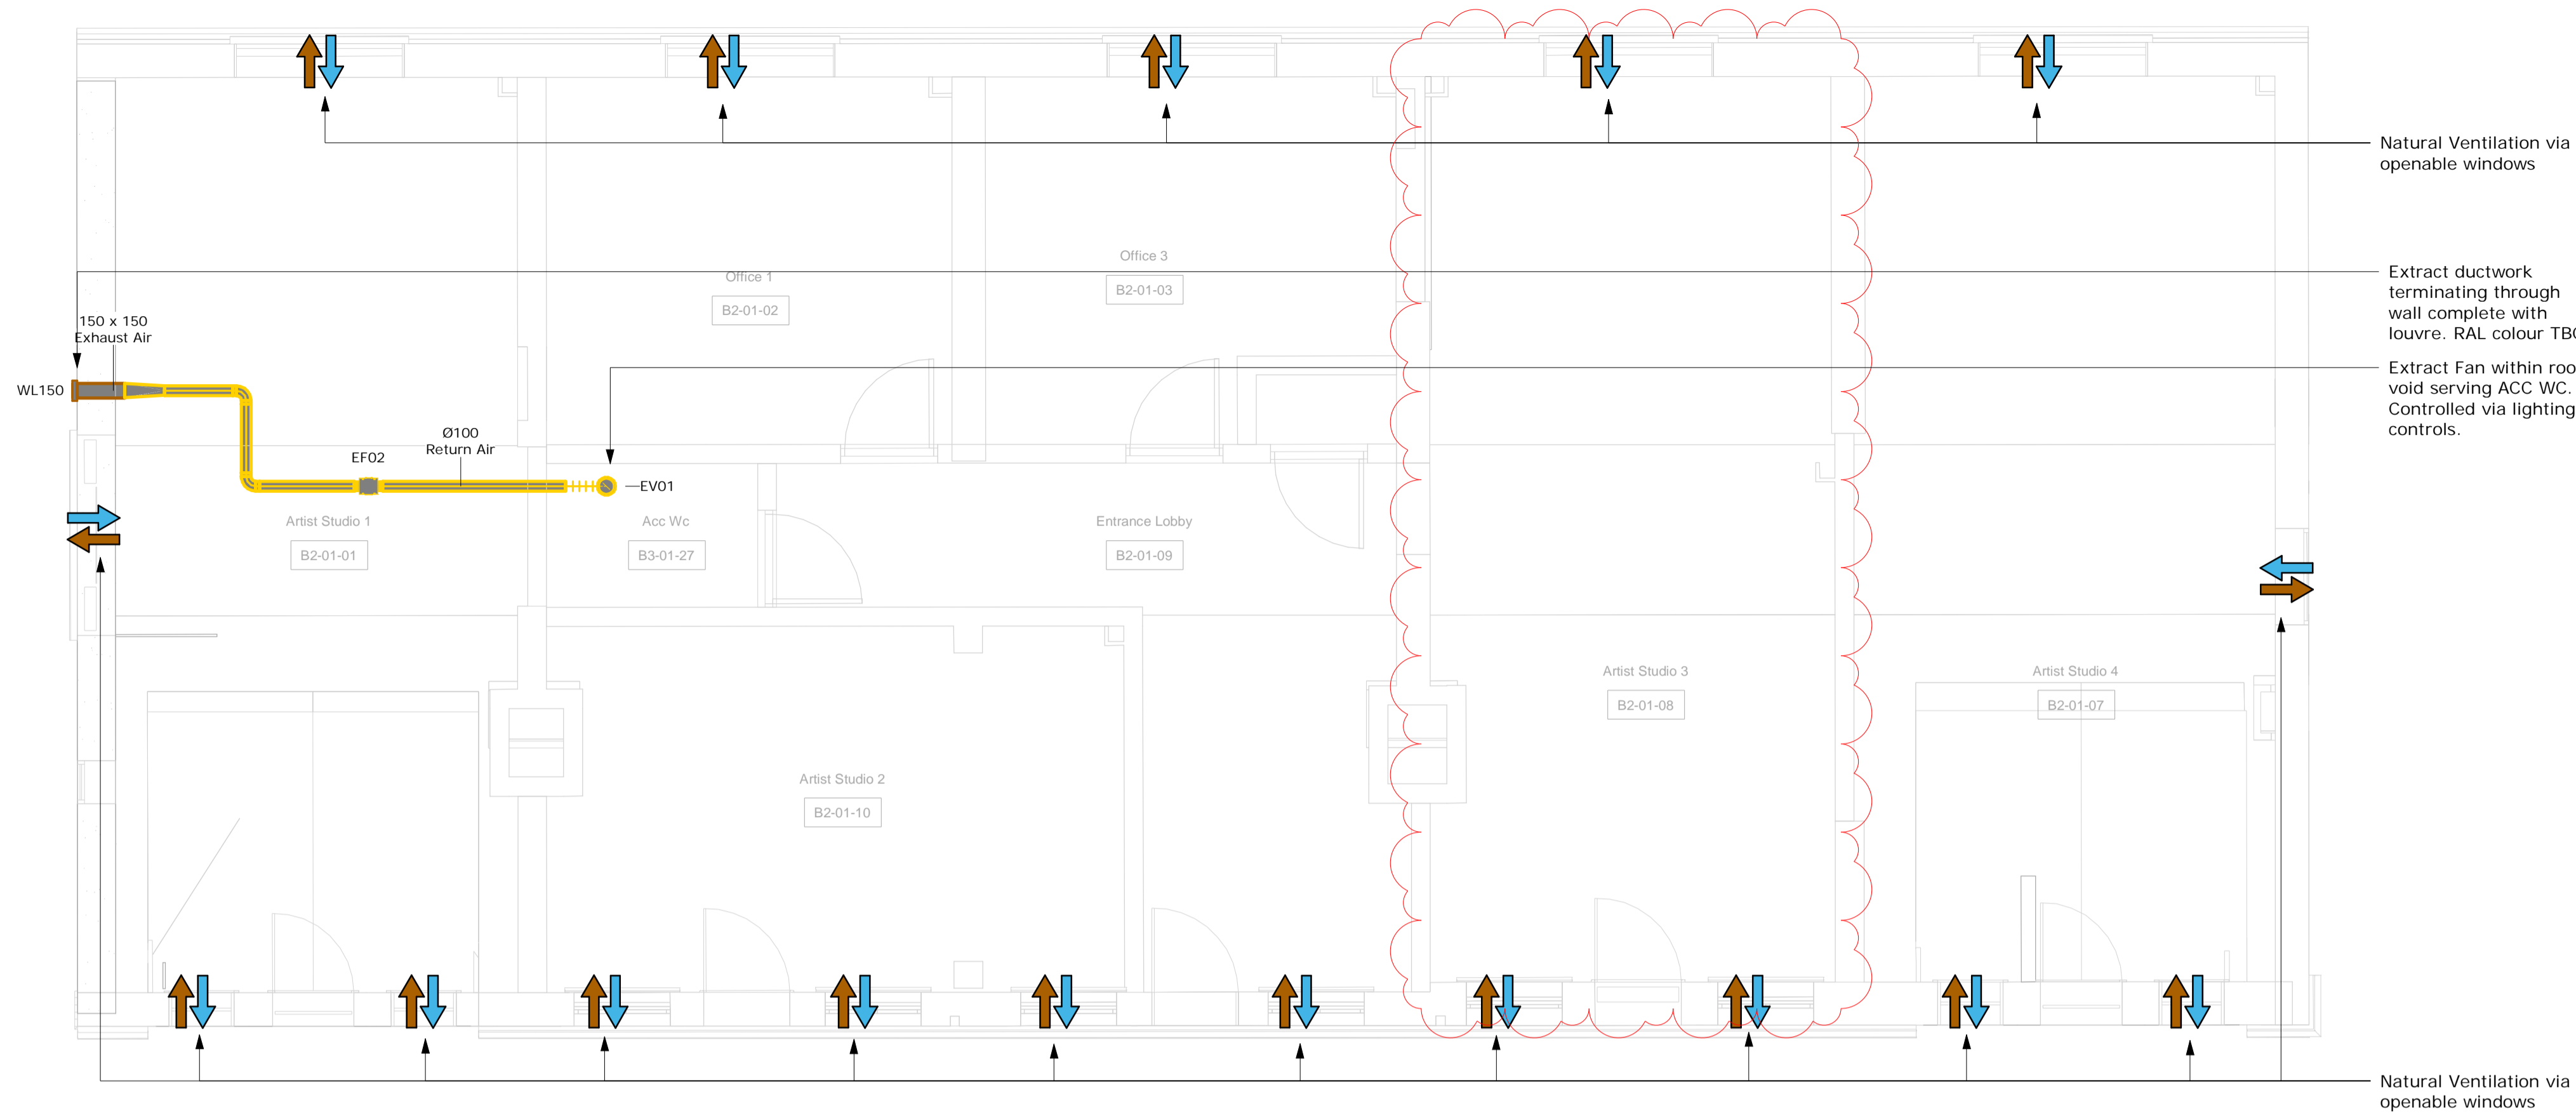 Natural Ventilation via
openable windows
Office 3
B2-01-03
Office 1
B2-01-02
Extract ductwork
terminating through
wall complete with
louvre. RAL colour
150 x 150
Exhaust Air
WL150
Extract Fan within
void serving ACC WC.
Controlled via lighting
controls.
Ø100
Return Air
EF02
EV01
Artist Studio 1
B2-01-01
Acc Wc
B3-01-27
Entrance Lobby
B2-01-09
Artist Studio 3
B2-01-08
Artist Studio 4
B2-01-07
Artist Studio 2
B2-01-10
Natural Ventilation via
openable windows